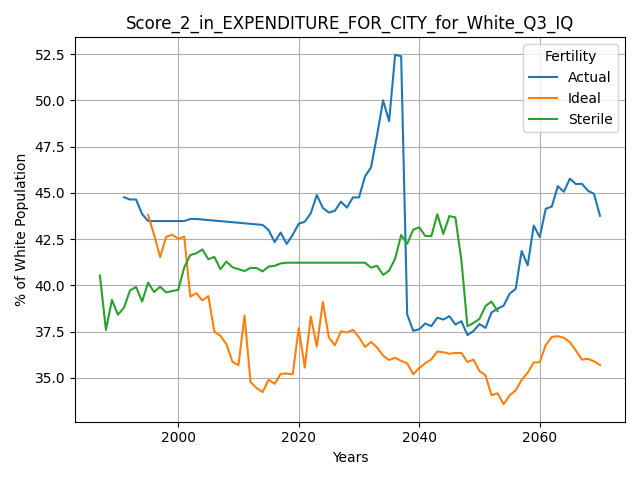 Score_2_in_EXPENDITURE_FOR_CITY_for_White_Q3_IQ
Fertility
Actual
Ideal
Sterile
% of White Population
52.5
50.0
47.5
45.0
42.5
40.0
37.5
35.0
2000
2020
2040
2060
Years